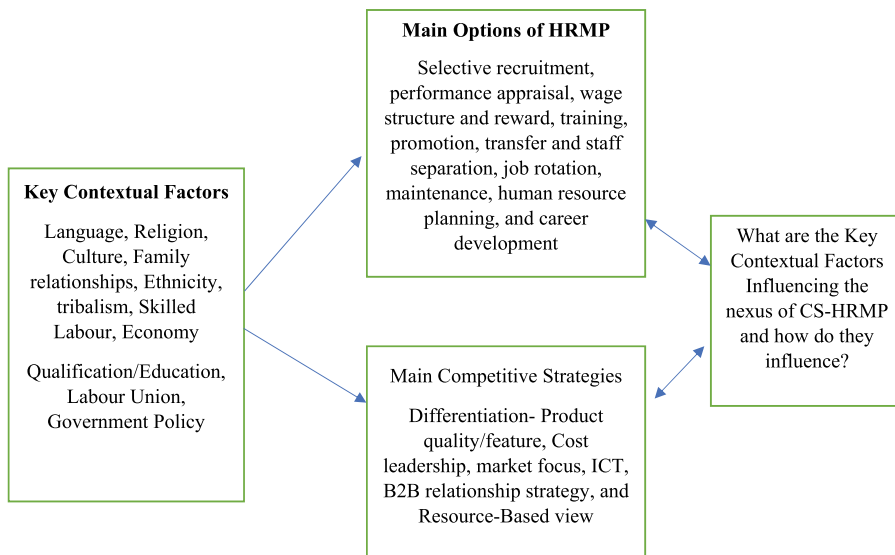 Key Contextual Factors
Language, Religion,
Culture, Family
relationships, Ethnicity,
tribalism, Skilled
Labour, Economy
Qualification/Education,
Labour Union,
Government Policy
Main Options of HRMP
Selective recruitment,
performance appraisal, wage
structure and reward, training,
promotion, transfer and staff
separation, job rotation,
maintenance, human resource
planning, and career
development
Main Competitive Strategies
Differentiation- Product
quality/feature, Cost
leadership, market focus, ICT,
B2B relationship strategy, and
Resource-Based view
What are the Key
Contextual Factors
Influencing the
nexus of CS-HRMP
and how do they
influence?